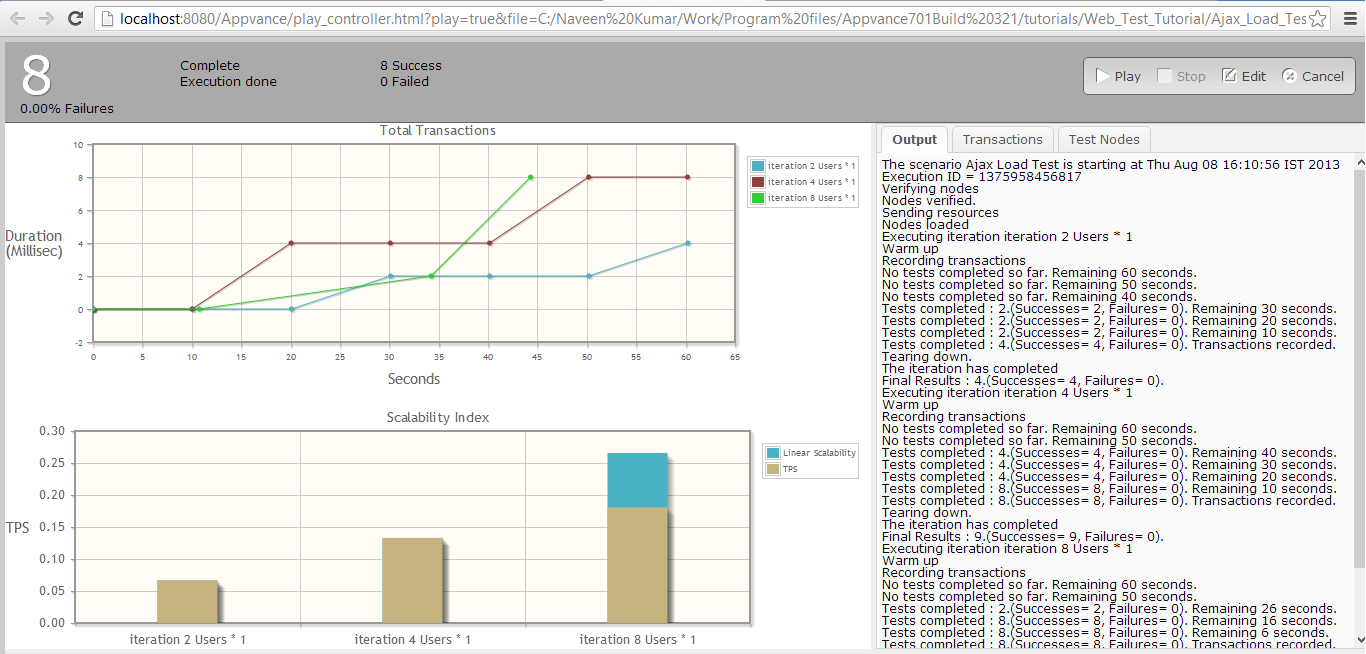 localhost:8080/Appvance/play_controller.html?play=true&file=C:/Naveen%20Kumar/Work/Program%20files/Appvance701Build%20321/tutorials/Web_Test_Tutorial/Ajax_Load_Tes
8
0.00% Failures
Complete
Execution done
8 Success
0 Failed
Play Stop Edit Cancel
Total Transactions
10
8
6
4
2
0
-2
Duration
(Millisec)
0 5 10 15 20 25 30 35 40 45 50 55 60 65
Seconds
iteration 2 Users * 1
iteration 4 Users * 1
iteration 8 Users * 1
Scalability Index
0.30
0.25
0.20
0.15
0.10
0.05
0.00
TPS
iteration 2 Users * 1 iteration 4 Users * 1 iteration 8 Users * 1
Linear Scalability
TPS
Output Transactions Test Nodes
The scenario Ajax Load Test is starting at Thu Aug 08 16:10:56 IST 2013
Execution ID = 1375958456817
Verifying nodes
Nodes verified.
Sending resources
Nodes loaded
Executing iteration iteration 2 Users * 1
Warm up
Recording transactions
No tests completed so far. Remaining 60 seconds.
No tests completed so far. Remaining 50 seconds.
No tests completed so far. Remaining 40 seconds.
Tests completed : 2.(Successes= 2, Failures= 0). Remaining 30 seconds.
Tests completed : 2.(Successes= 2, Failures= 0). Remaining 20 seconds.
Tests completed : 2.(Successes= 2, Failures= 0). Remaining 10 seconds.
Tests completed : 4.(Successes= 4, Failures= 0). Transactions recorded.
Tearing down.
The iteration has completed
Final Results : 4.(Successes= 4, Failures= 0).
Executing iteration iteration 4 Users * 1
Warm up
Recording transactions
No tests completed so far. Remaining 60 seconds.
No tests completed so far. Remaining 50 seconds.
Tests completed : 4.(Successes= 4, Failures= 0). Remaining 40 seconds.
Tests completed : 4.(Successes= 4, Failures= 0). Remaining 30 seconds.
Tests completed : 4.(Successes= 4, Failures= 0). Remaining 20 seconds.
Tests completed : 8.(Successes= 8, Failures= 0). Remaining 10 seconds.
Tests completed : 8.(Successes= 8, Failures= 0). Transactions recorded.
Tearing down.
The iteration has completed
Final Results : 9.(Successes= 9, Failures= 0).
Executing iteration iteration 8 Users * 1
Warm up
Recording transactions
No tests completed so far. Remaining 60 seconds.
No tests completed so far. Remaining 50 seconds.
Tests completed : 2.(Successes= 2, Failures= 0). Remaining 26 seconds.
Tests completed : 8.(Successes= 8, Failures= 0). Remaining 16 seconds.
Tests completed : 8.(Successes= 8, Failures= 0). Remaining 6 seconds.
Tests completed : 8.(Successes= 8, Failures= 0). Transactions recorded.